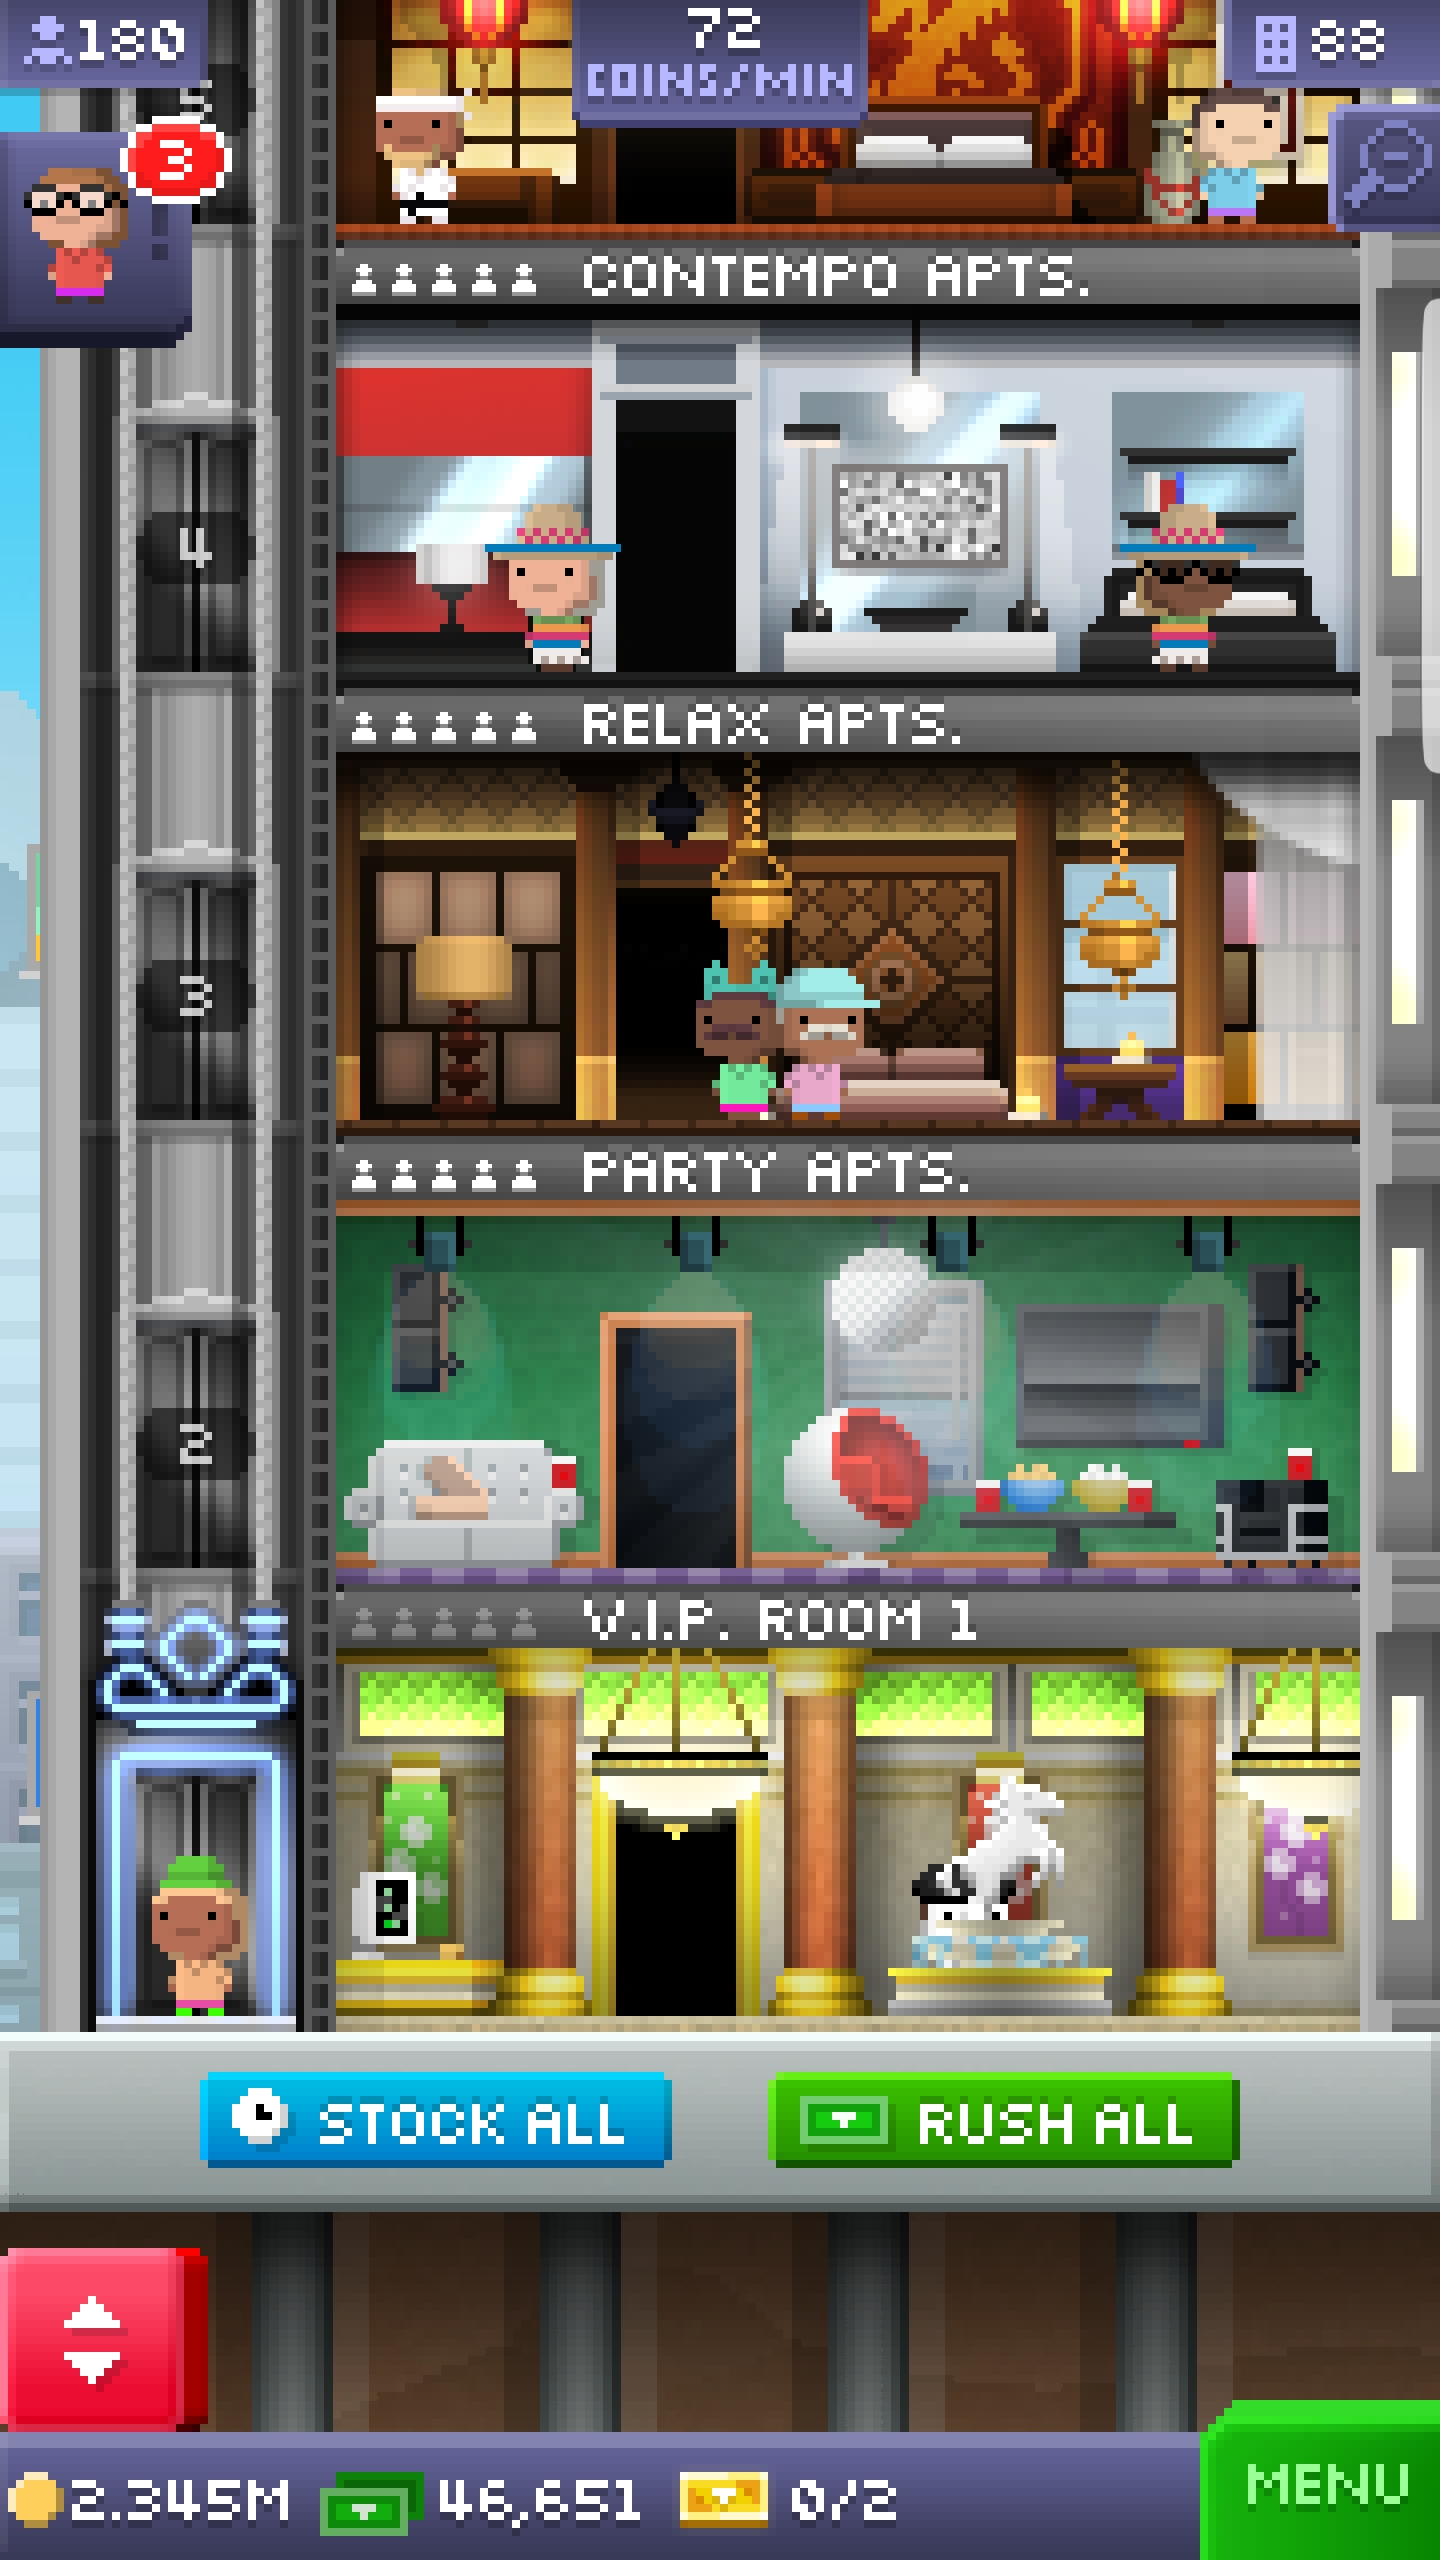 180
72
COINS/MIN
88
5
3
CONTEMPO APTS.
4
RELAX APTS.
3
PARTY APTS.
2
V.I.P. ROOM 1
STOCK ALL
RUSH ALL
2.345M
46,651
0/2
MENU